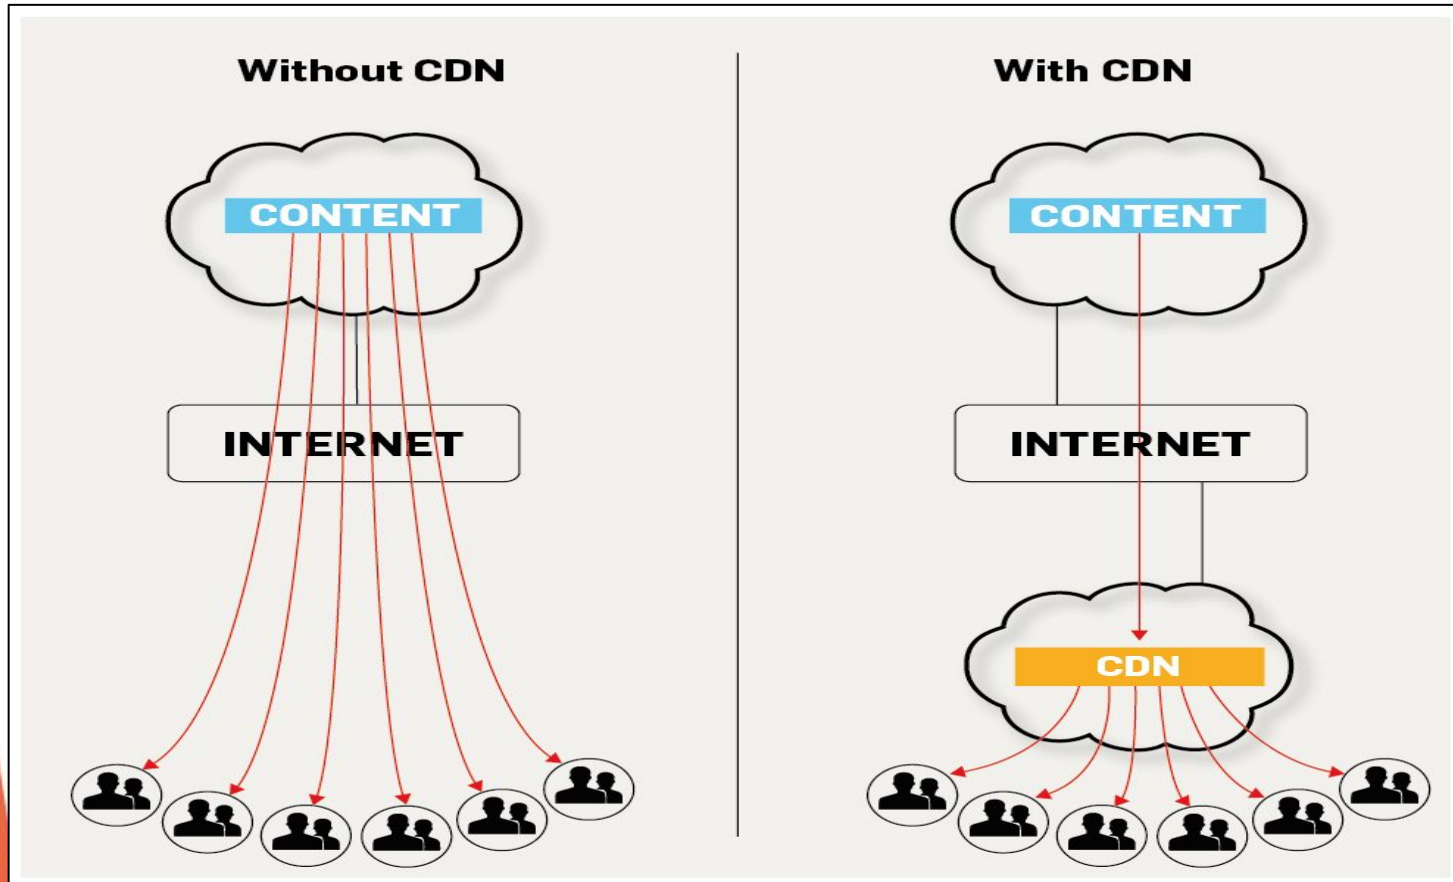 Without CDN
CONTENT
INTERNET
With CDN
CONTENT
INTERNET
CDN